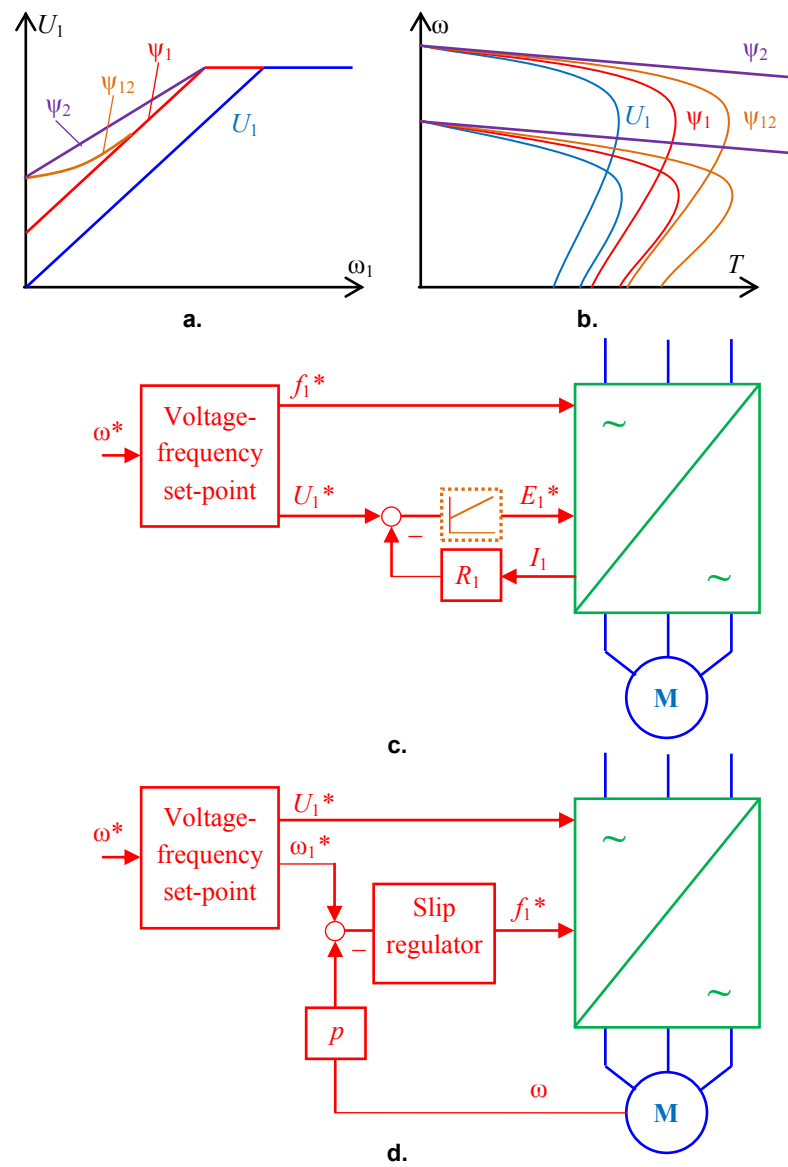 U₁
ψ₁
ψ₁₂
ψ₂
U₁
ω₁
a.
ω
ψ₂
U₁
ψ₁
ψ₁₂
T
b.
ω*
Voltage-
frequency
set-point
f₁*
U₁*
−
E₁*
R₁
I₁
~
~
M
c.
ω*
Voltage-
frequency
set-point
U₁*
ω₁*
−
Slip
regulator
f₁*
p
ω
~
~
M
d.